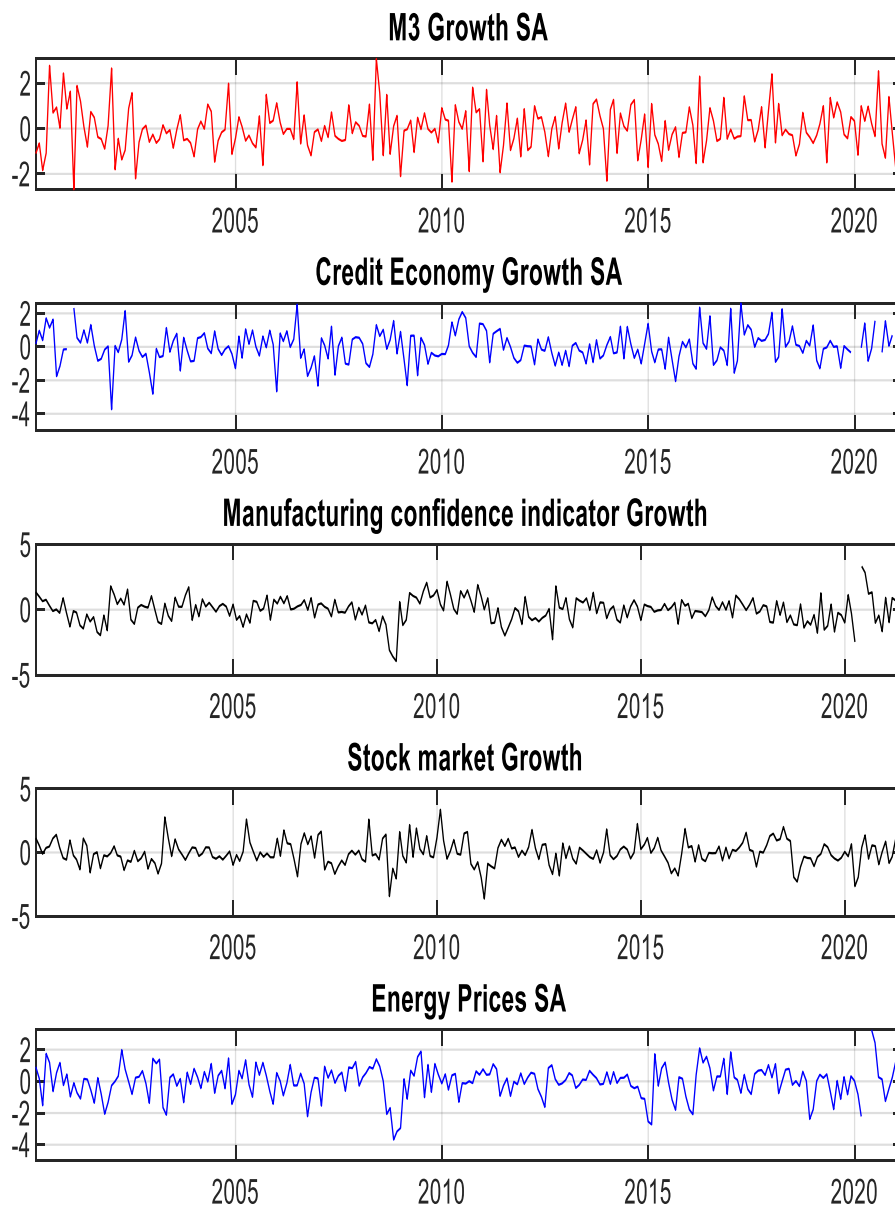 M3 Growth SA
2
0
-2
2005 2010 2015 2020
Credit Economy Growth SA
2
0
-2
-4
2005 2010 2015 2020
Manufacturing confidence indicator Growth
5
0
-5
2005 2010 2015 2020
Stock market Growth
5
0
-5
2005 2010 2015 2020
Energy Prices SA
2
0
-2
-4
2005 2010 2015 2020